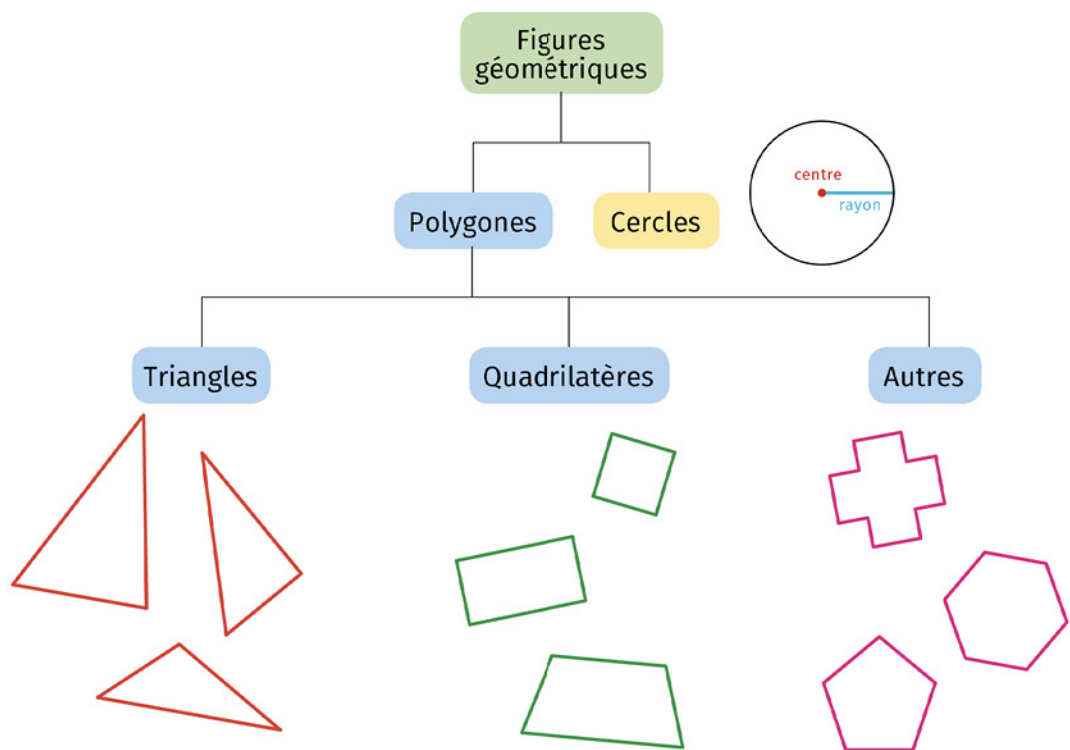 Figures
géométriques
centre
rayon
Polygones
Cercles
Triangles
Quadrilatères
Autres